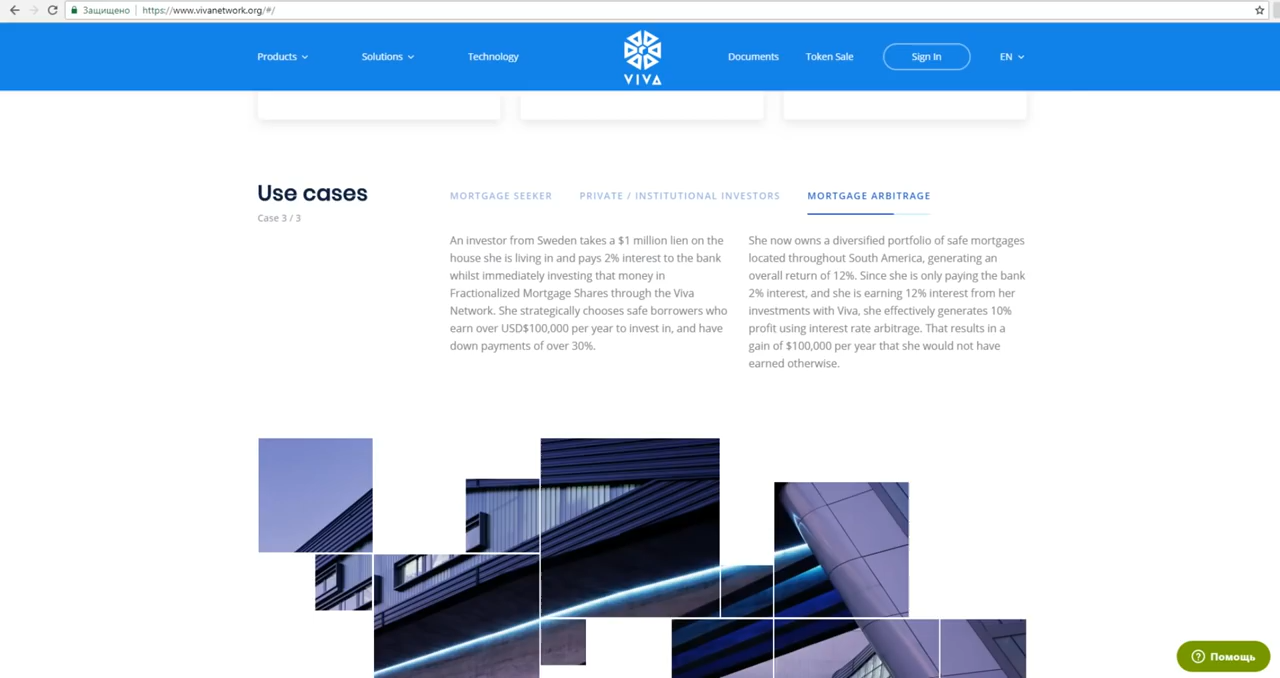 Защищено
https://www.vivanetwork.org/#/
Products
Solutions
Technology
VIVA
Documents
Token Sale
Sign In
EN
Use cases
Case 3 / 3
MORTGAGE SEEKER
PRIVATE / INSTITUTIONAL INVESTORS
MORTGAGE ARBITRAGE
An investor from Sweden takes a $1 million lien on the
house she is living in and pays 2% interest to the bank
whilst immediately investing that money in
Fractionalized Mortgage Shares through the Viva
Network. She strategically chooses safe borrowers who
earn over USD$100,000 per year to invest in, and have
down payments of over 30%.
She now owns a diversified portfolio of safe mortgages
located throughout South America, generating an
overall return of 12%. Since she is only paying the bank
2% interest, and she is earning 12% interest from her
investments with Viva, she effectively generates 10%
profit using interest rate arbitrage. That results in a
gain of $100,000 per year that she would not have
earned otherwise.
Помощь